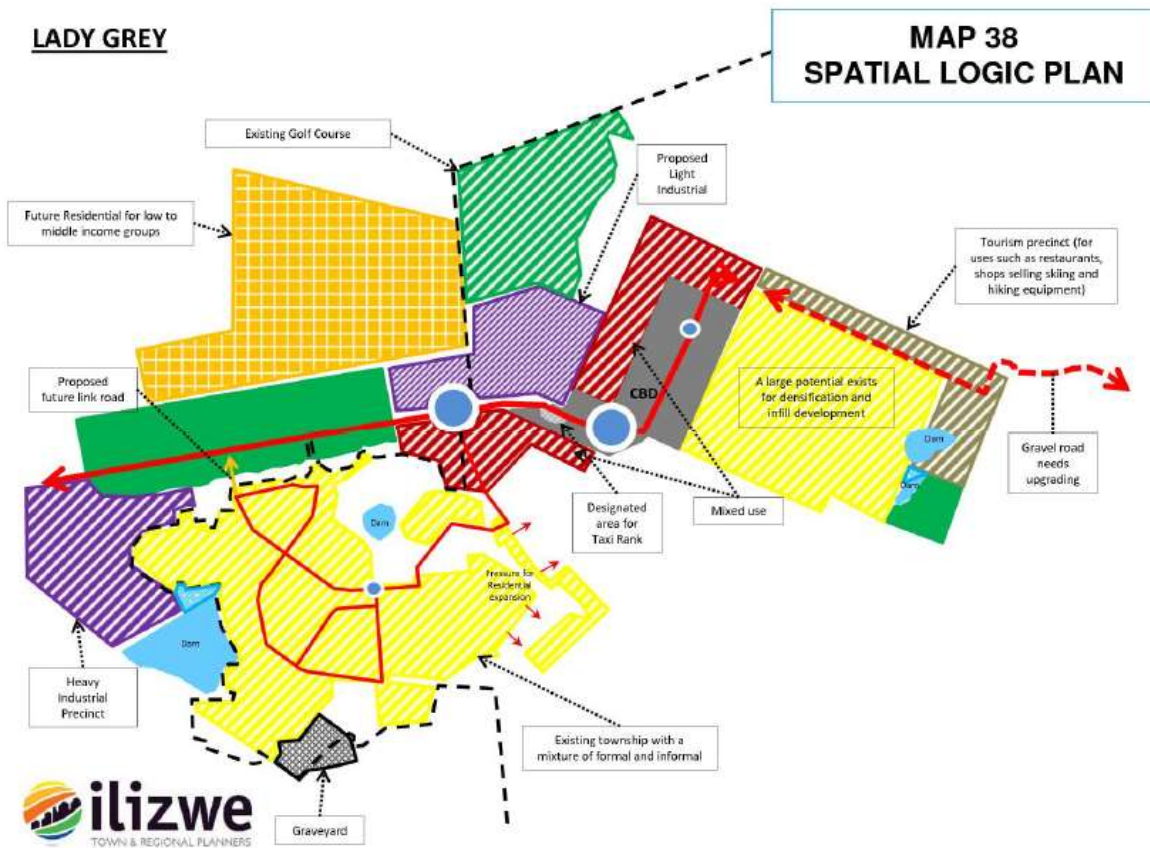 LADY GREY
MAP 38
SPATIAL LOGIC PLAN
Existing Golf Course
Proposed
Light
Industrial
Future Residential for low to
middle income groups
Tourism precinct (for
uses such as restaurants,
shops selling skiing and
hiking equipment)
Proposed
future link road
CBD
A large potential exists
for densification and
infill development
Dam
Dam
Gravel road
needs
upgrading
Designated
area for
Taxi Rank
Mixed use
Dam
Pressure for
Residential
expansion
Dam
Heavy
Industrial
Precinct
Existing township with a
mixture of formal and informal
Graveyard
ilizwe
TOWN & REGIONAL PLANNERS